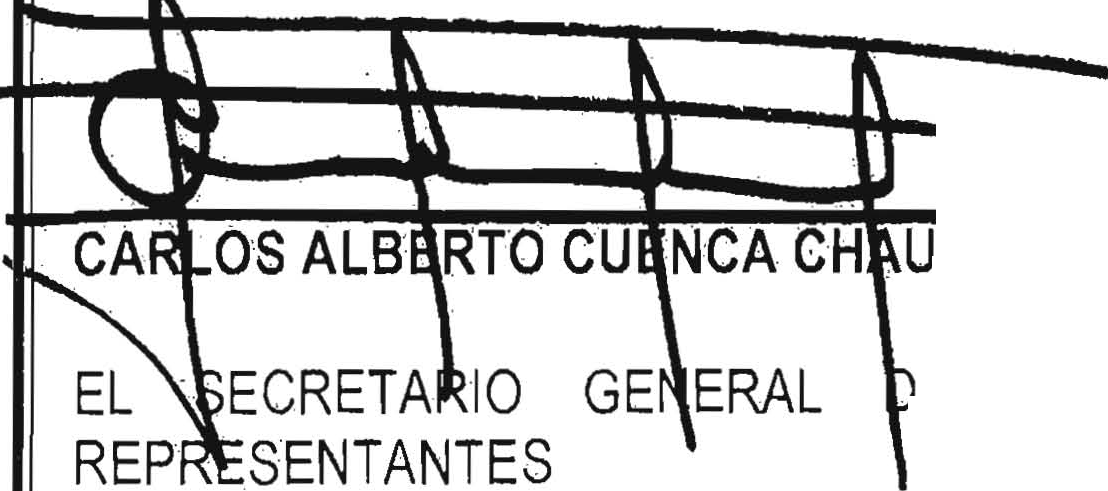 CARLOS ALBERTO CUENCA CHAU
EL SECRETARIO GENERAL D
REPRESENTANTES